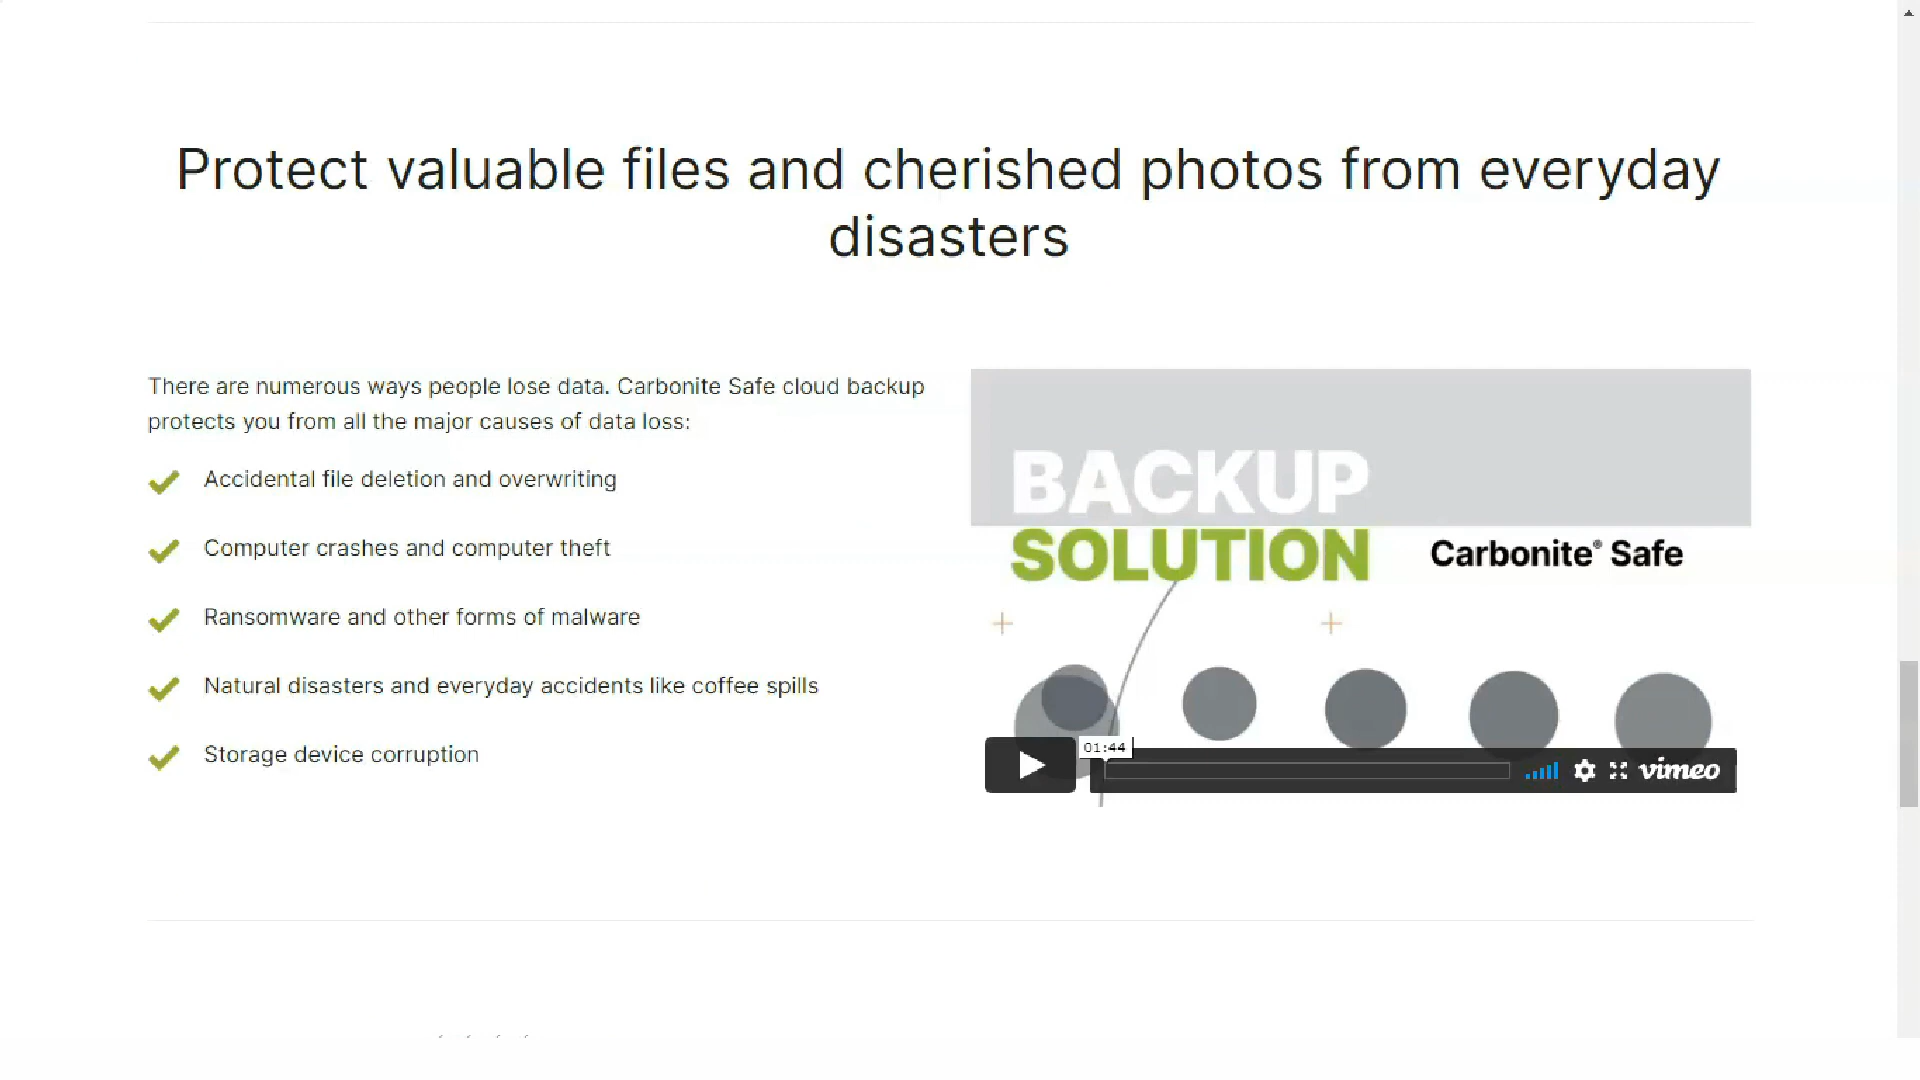 Protect valuable files and cherished photos from everyday
disasters
There are numerous ways people lose data. Carbonite Safe cloud backup
protects you from all the major causes of data loss:
Accidental file deletion and overwriting
Computer crashes and computer theft
Ransomware and other forms of malware
Natural disasters and everyday accidents like coffee spills
Storage device corruption
BACKUP
SOLUTION
Carbonite® Safe
01:44
vimeo